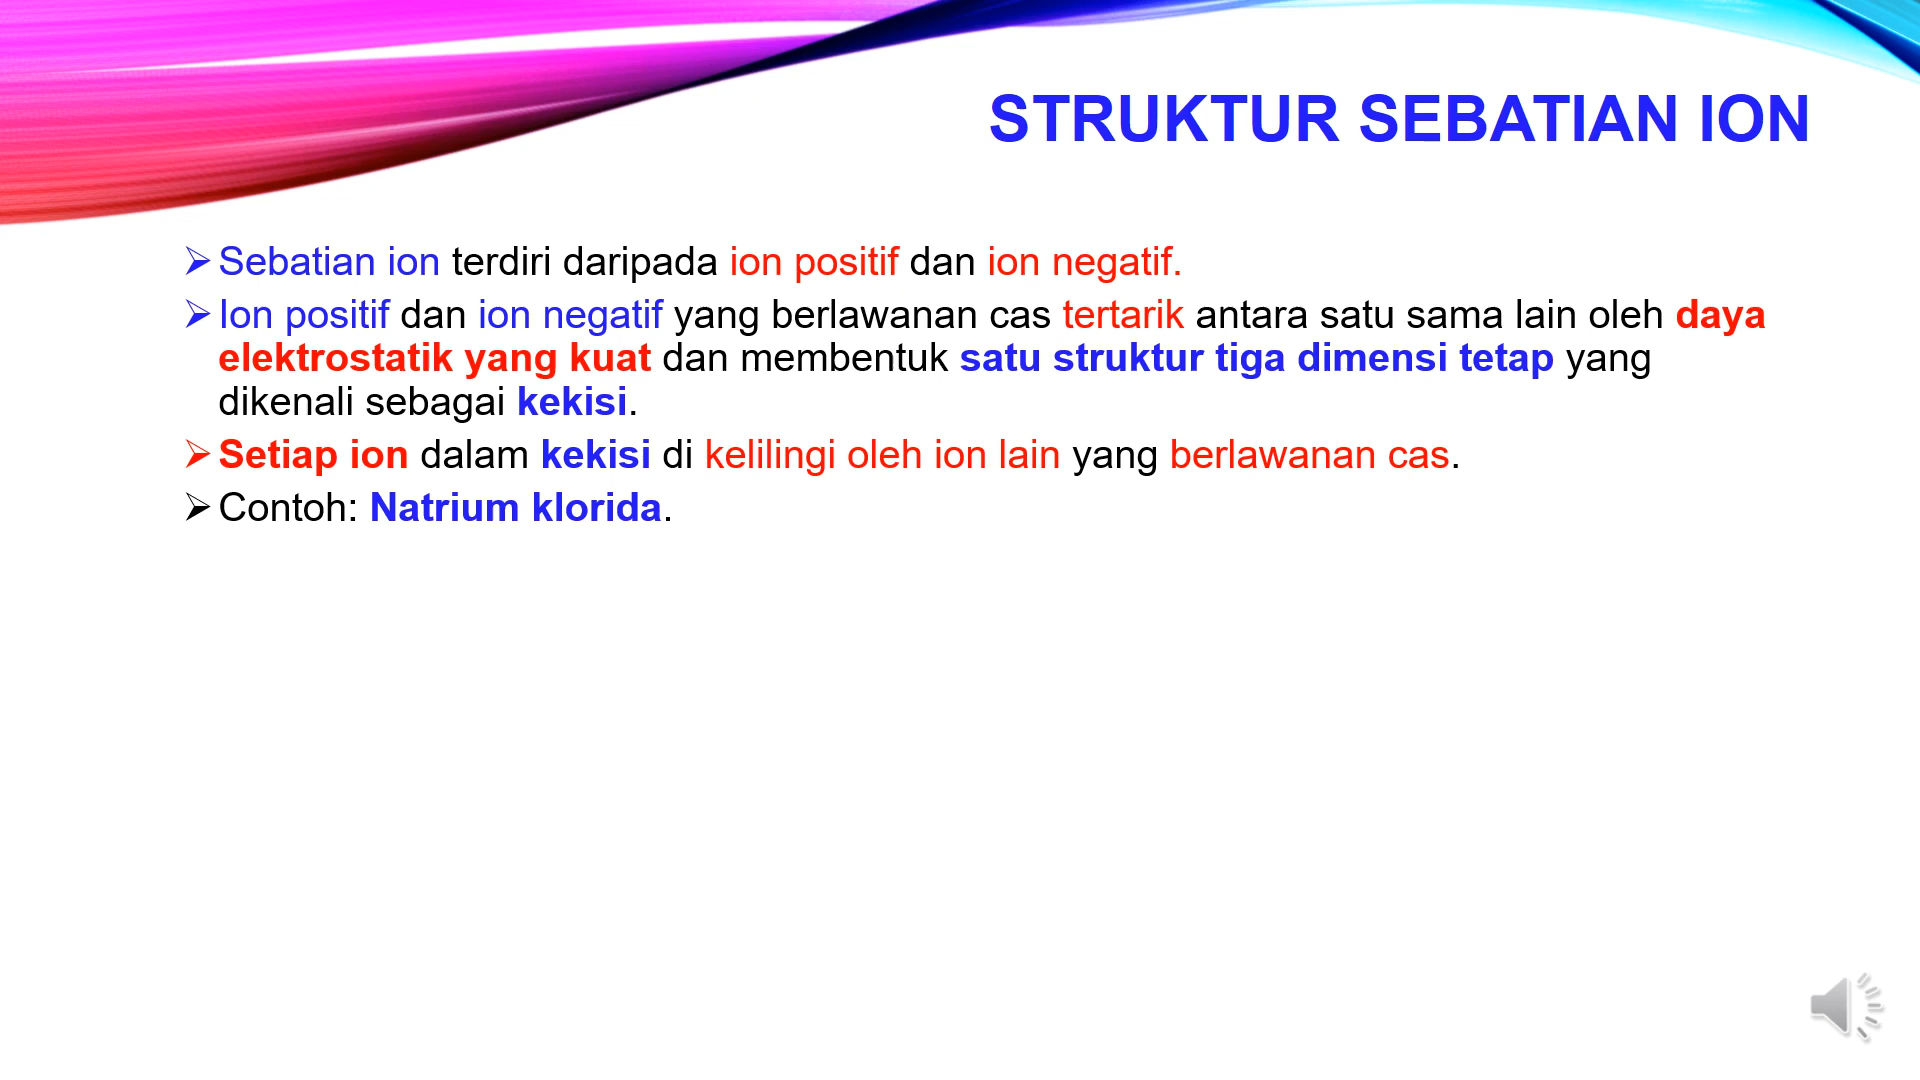 STRUKTUR SEBATIAN ION
Sebatian ion terdiri daripada ion positif dan ion negatif.
Ion positif dan ion negatif yang berlawanan cas tertarik antara satu sama lain oleh daya
elektrostatik yang kuat dan membentuk satu struktur tiga dimensi tetap yang
dikenali sebagai kekisi.
Setiap ion dalam kekisi di kelilingi oleh ion lain yang berlawanan cas.
Contoh: Natrium klorida.